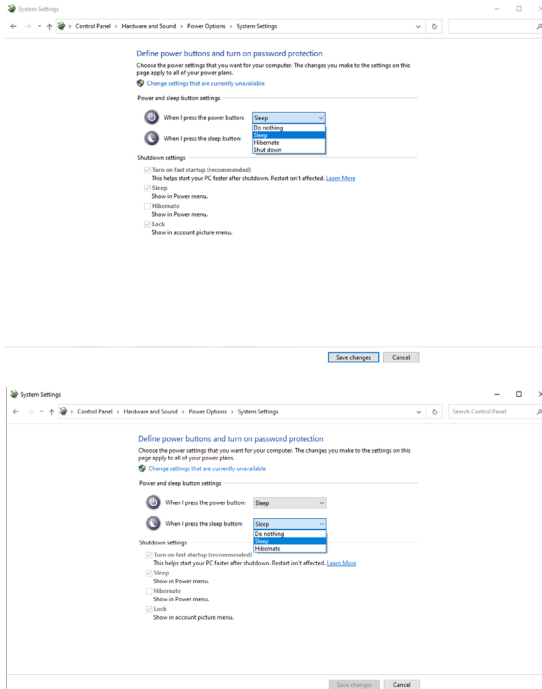 System Settings
Control Panel > Hardware and Sound > Power Options > System Settings
Define power buttons and turn on password protection
Choose the power settings that you want for your computer. The changes you make to the settings on this
page apply to all of your power plans.
Change settings that are currently unavailable
Power and sleep button settings
When I press the power button: Sleep
Do nothing
Sleep
Hibernate
Shut down
When I press the sleep button:
Shutdown settings
Turn on fast startup (recommended)
This helps start your PC faster after shutdown. Restart isn't affected. Learn More
Sleep
Show in Power menu.
Hibernate
Show in Power menu.
Lock
Show in account picture menu.
Save changes Cancel
System Settings
Control Panel > Hardware and Sound > Power Options > System Settings Search Control Panel
Define power buttons and turn on password protection
Choose the power settings that you want for your computer. The changes you make to the settings on this
page apply to all of your power plans.
Change settings that are currently unavailable
Power and sleep button settings
When I press the power button: Sleep
When I press the sleep button: Sleep
Do nothing
Sleep
Hibernate
Shutdown settings
Turn on fast startup (recommended)
This helps start your PC faster after shutdown. Restart isn't affected. Learn More
Sleep
Show in Power menu.
Hibernate
Show in Power menu.
Lock
Show in account picture menu.
Save changes Cancel